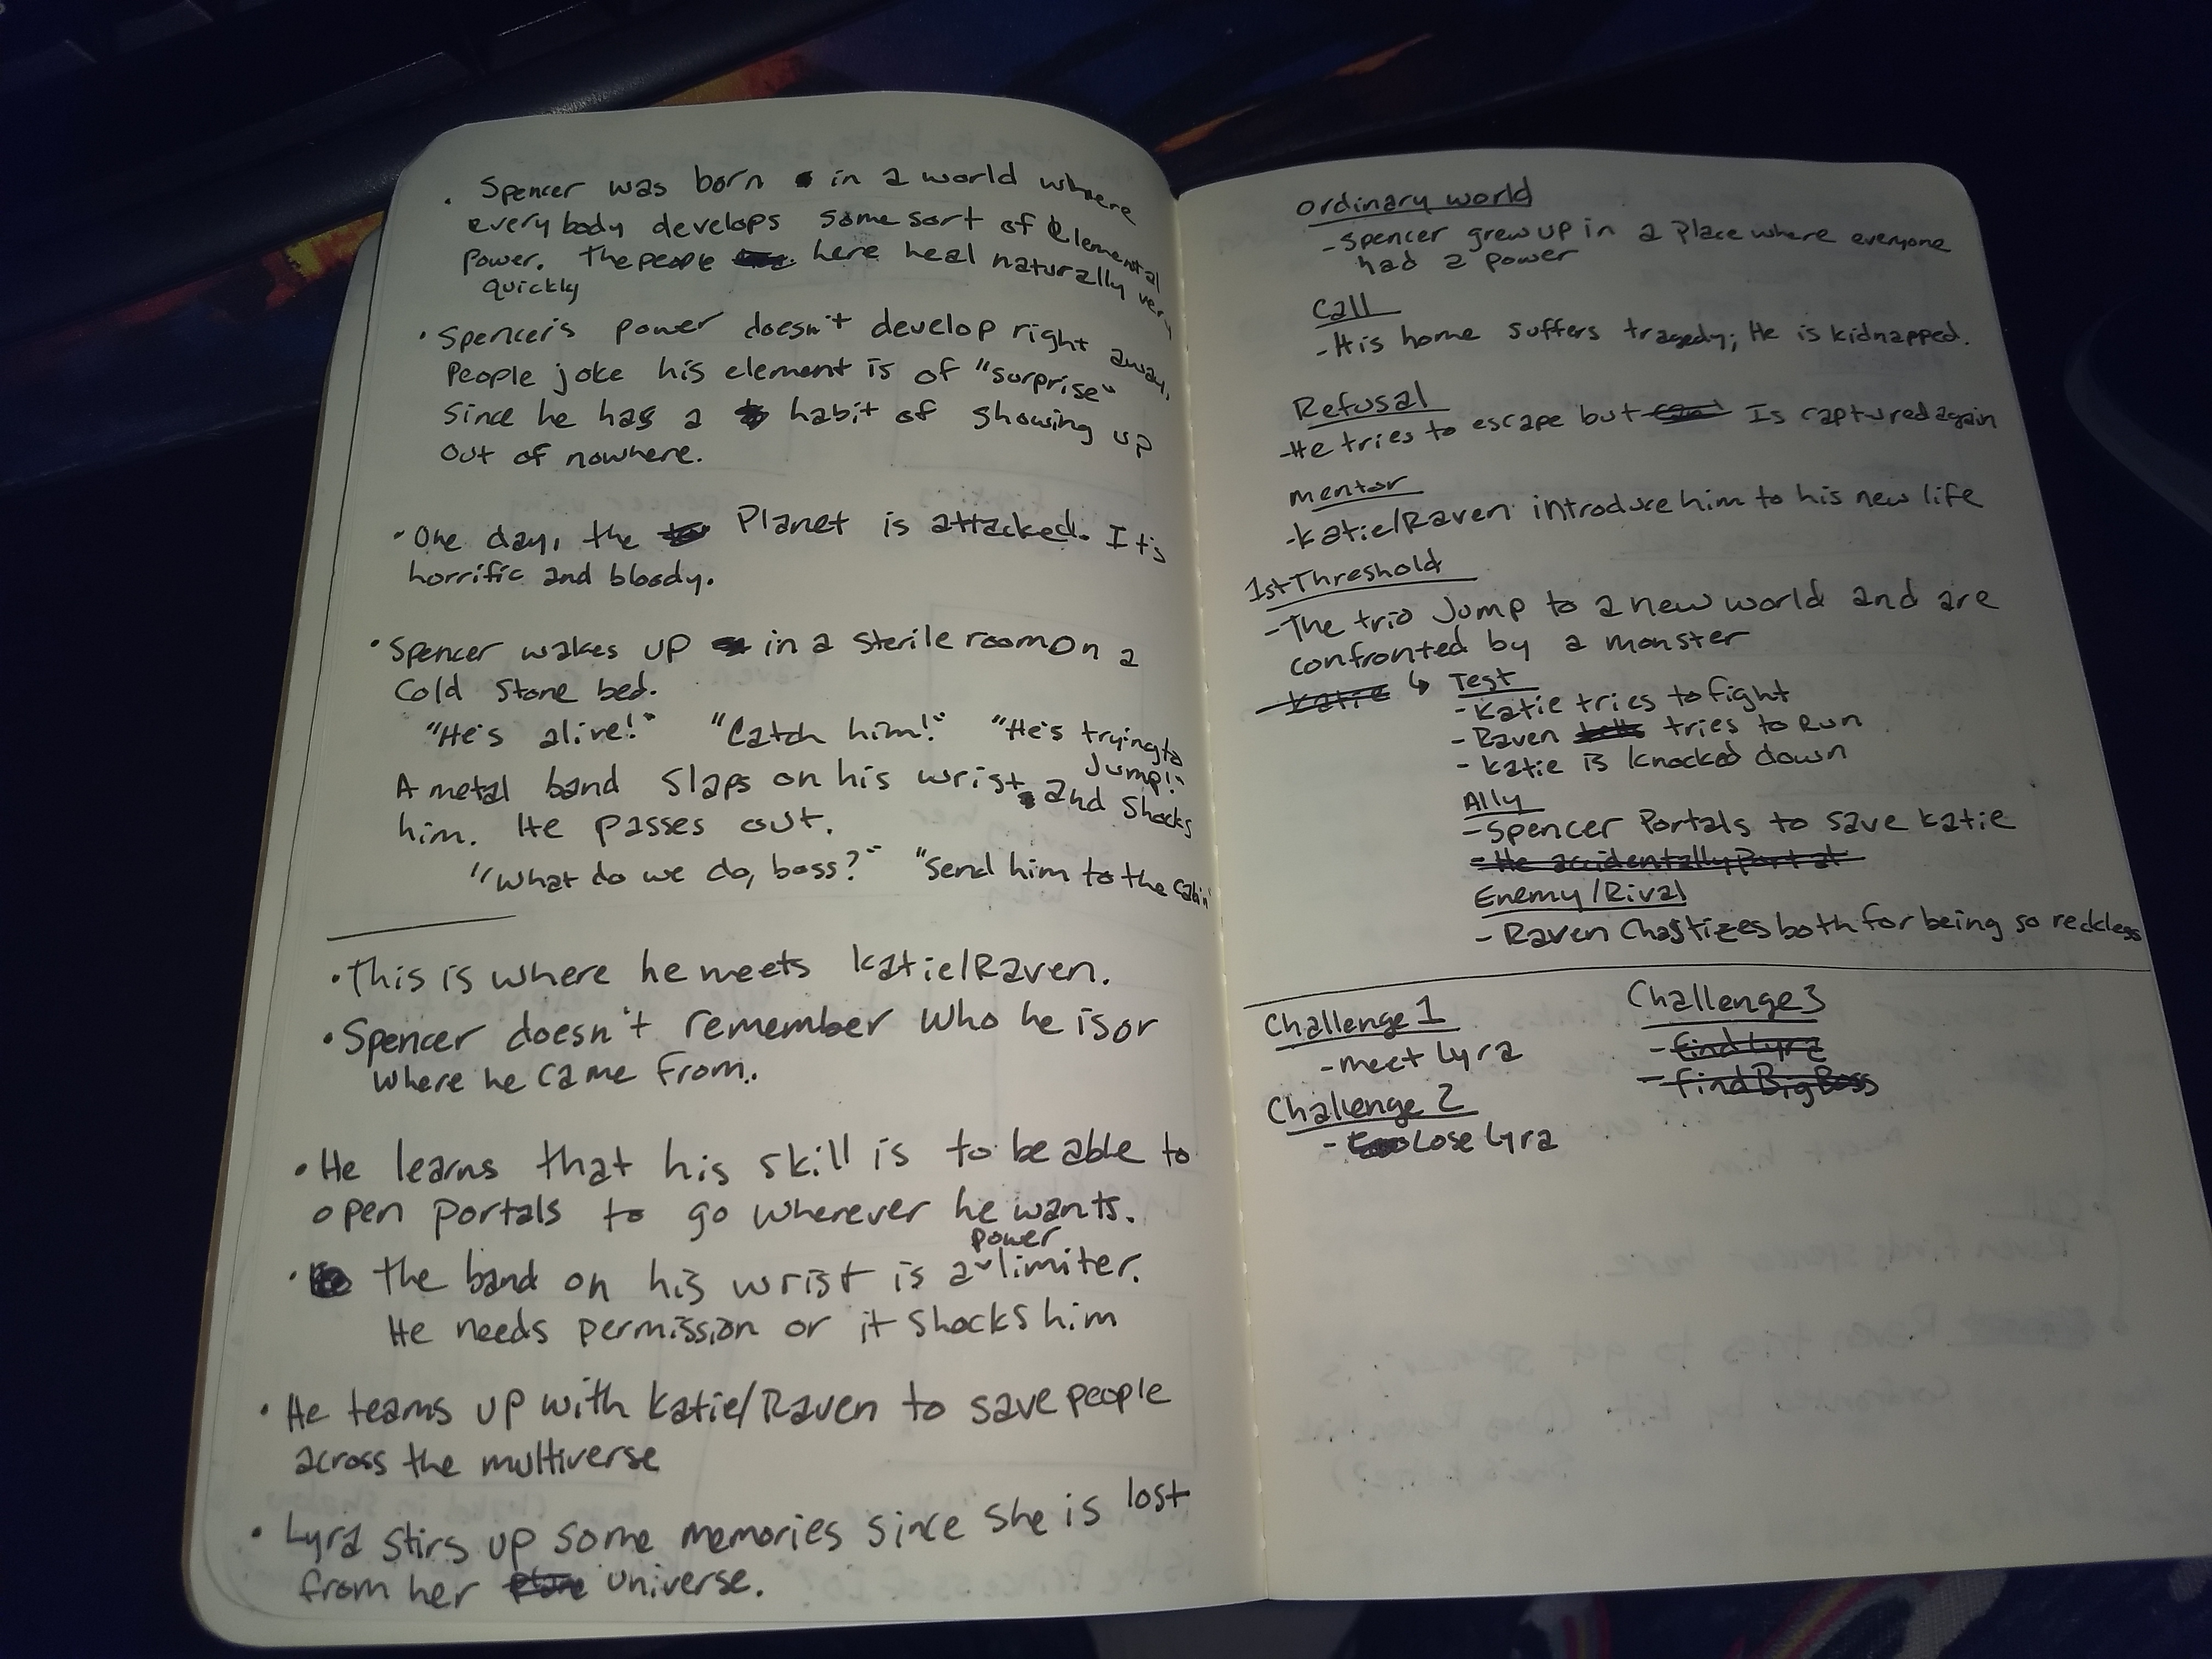 • Spencer was born in a world where
everybody develops some sort of Elemental
power. The people here heal naturally very
quickly
• Spencer's power doesn't develop right away,
People joke his element is of "surprise"
since he has a habit of showing up
out of nowhere.
• One day, the Planet is attacked. It's
horrific and bloody.
• Spencer wakes up in a sterile room on a
cold stone bed.
"He's alive!" "Catch him!" "He's trying to
Jump!"
A metal band slaps on his wrist and shocks
him. He passes out.
"What do we do, boss?" "Send him to the cabin"
• This is where he meets Katie/Raven.
• Spencer doesn't remember who he is or
where he came from.
• He learns that his skill is to be able to
open portals to go wherever he wants.
• the band on his wrist is a power limiter.
He needs permission or it shocks him
• He teams up with Katie/Raven to save people
across the multiverse
• Lyra stirs up some memories since she is lost
from her universe.
Ordinary world
- Spencer grew up in a Place where everyone
had a power
Call
- His home suffers tragedy; He is kidnapped.
Refusal
- He tries to escape but Is captured again
mentor
- Katie/Raven introduce him to his new life
1st Threshold
- The trio Jump to a new world and are
confronted by a monster
Katie ↳ Test
- Katie tries to fight
- Raven tries to Run
- Katie is knocked down
Ally
- Spencer Portals to save Katie
- He accidentally Portal
Enemy/Rival
- Raven Chastizes both for being so reckless
Challenge 1
- meet Lyra
Challenge 2
- Lose Lyra
Challenge 3
- find Lyra
- find Big Boss